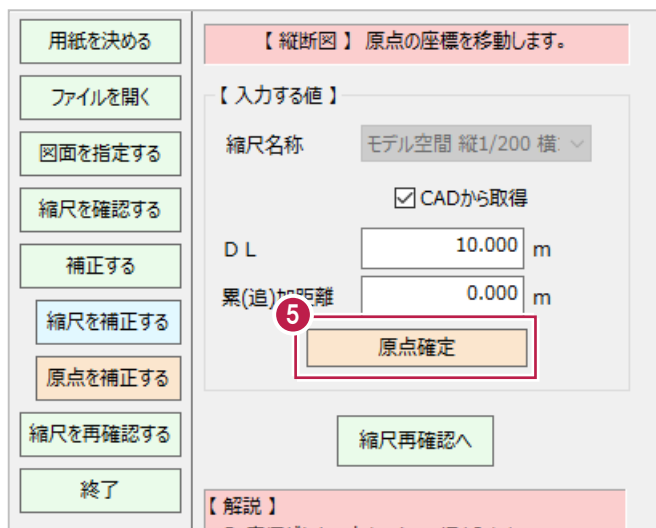 用紙を決める
ファイルを開く
図面を指定する
縮尺を確認する
補正する
縮尺を補正する
原点を補正する
縮尺を再確認する
終了
【 縦断図 】 原点の座標を移動します。
【 入力する値 】
縮尺名称 モデル空間 縦1/200 横:
CADから取得
D L 10.000 m
累(追)加距離 0.000 m
5
原点確定
縮尺再確認へ
【 解説 】